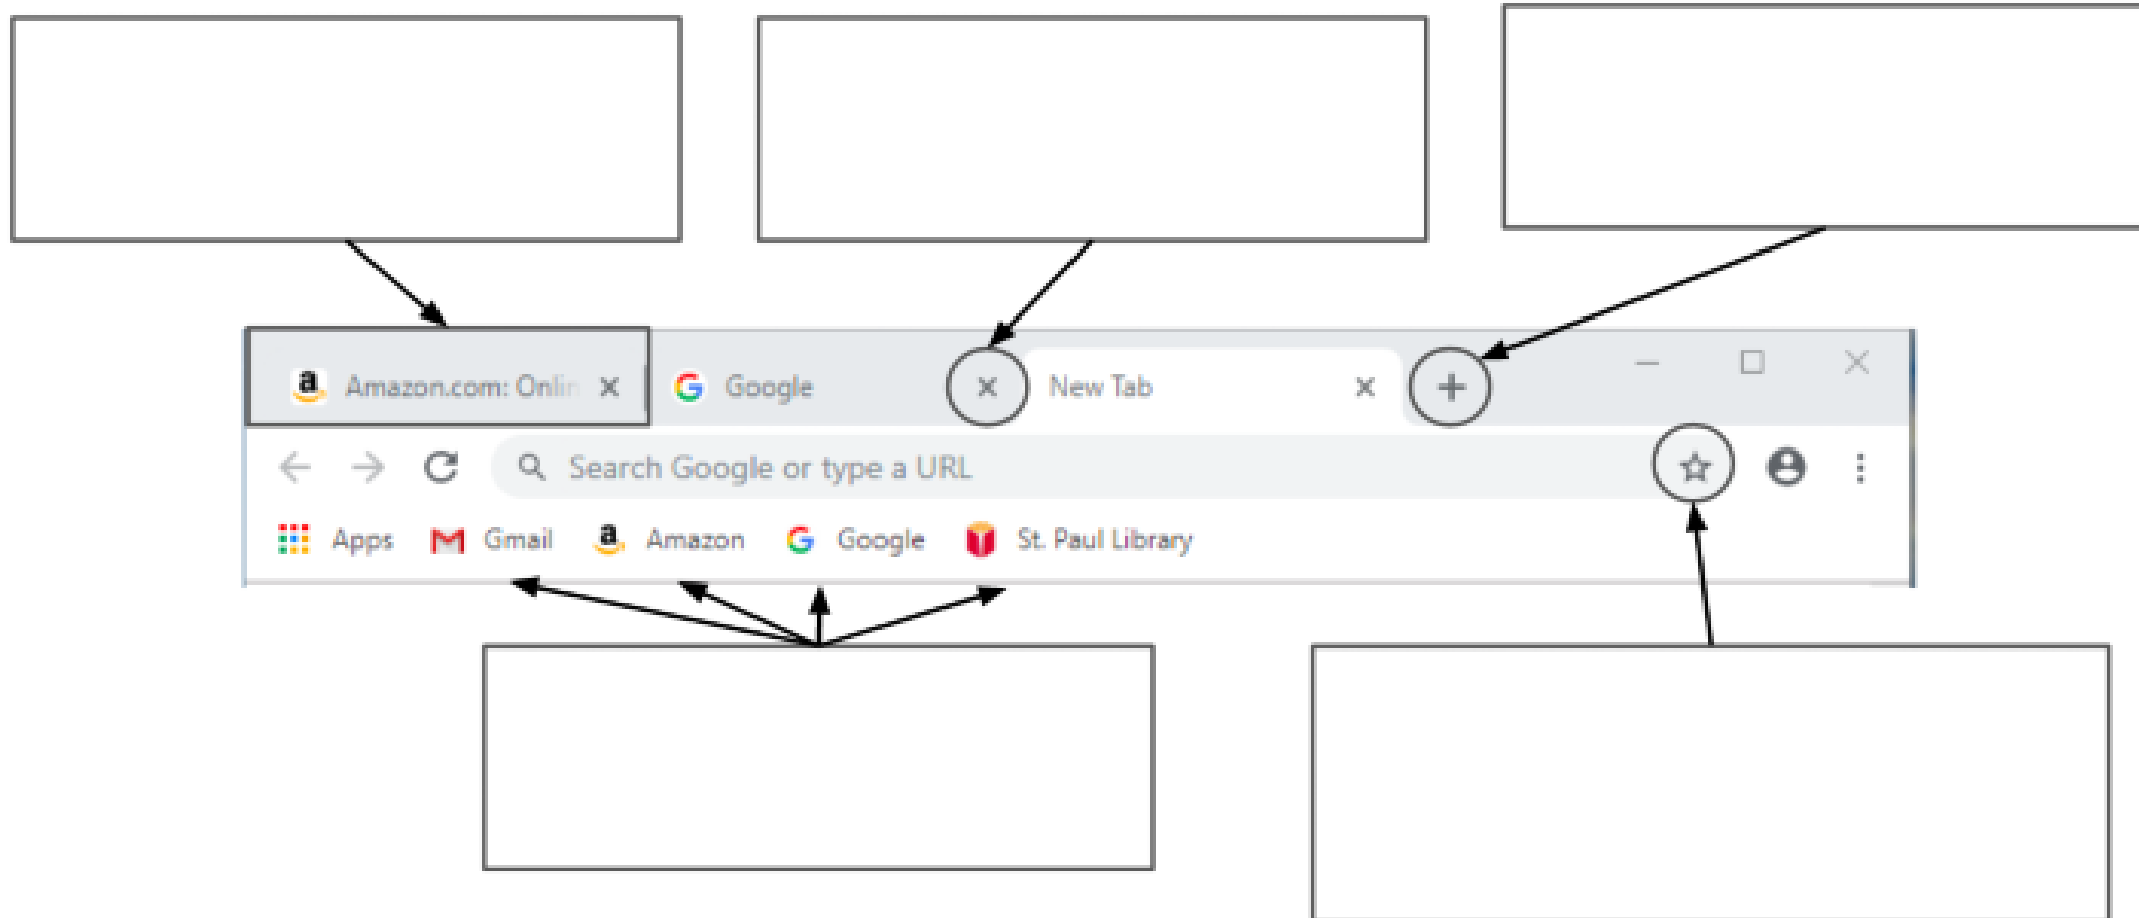 Amazon.com: Onlin
Google
New Tab
Search Google or type a URL
Apps Gmail Amazon Google St. Paul Library